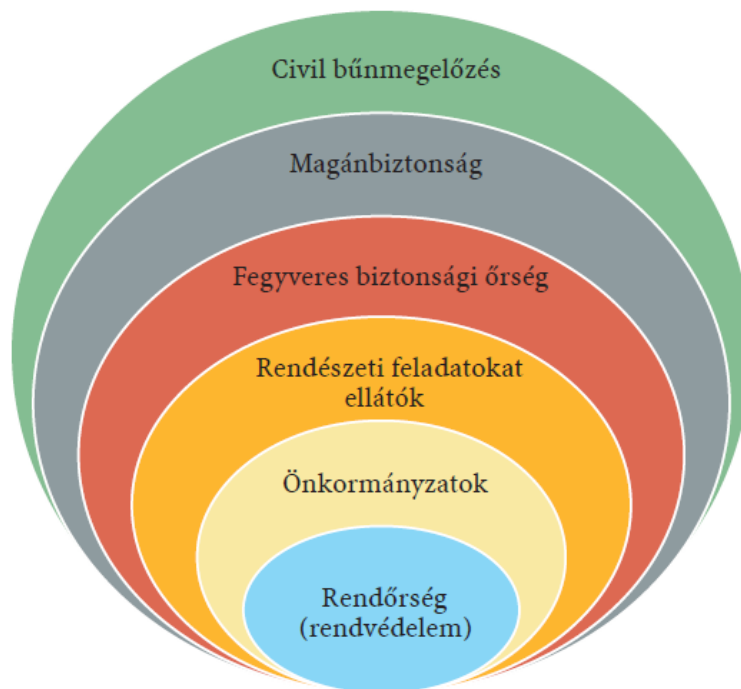 Civil bűnmegelőzés
Magánbiztonság
Fegyveres biztonsági őrség
Rendészeti feladatokat
ellátók
Önkormányzatok
Rendőrség
(rendvédelem)